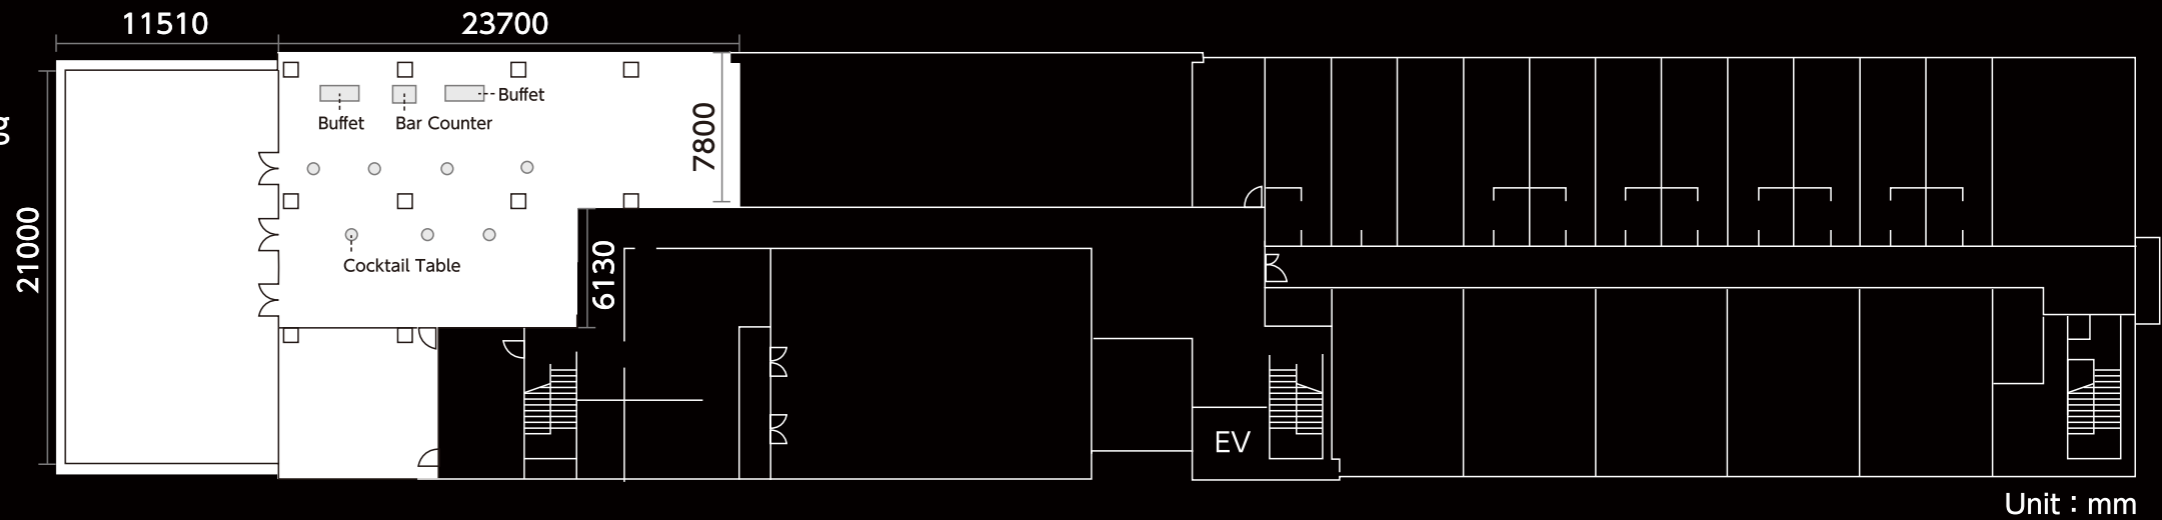 11510
23700
Buffet
Buffet
Bar Counter
7800
21000
6130
Cocktail Table
EV
Unit : mm